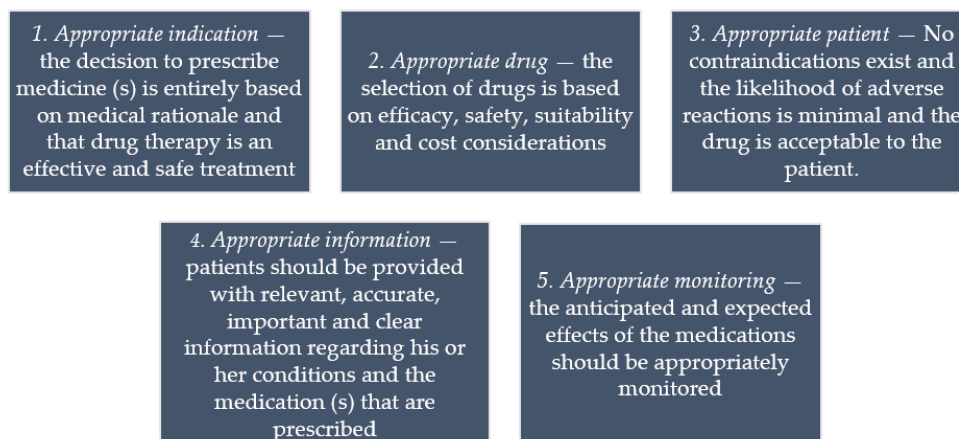 1. Appropriate indication —
the decision to prescribe
medicine (s) is entirely based
on medical rationale and
that drug therapy is an
effective and safe treatment
2. Appropriate drug — the
selection of drugs is based
on efficacy, safety, suitability
and cost considerations
3. Appropriate patient — No
contraindications exist and
the likelihood of adverse
reactions is minimal and the
drug is acceptable to the
patient.
4. Appropriate information —
patients should be provided
with relevant, accurate,
important and clear
information regarding his or
her conditions and the
medication (s) that are
prescribed
5. Appropriate monitoring —
the anticipated and expected
effects of the medications
should be appropriately
monitored